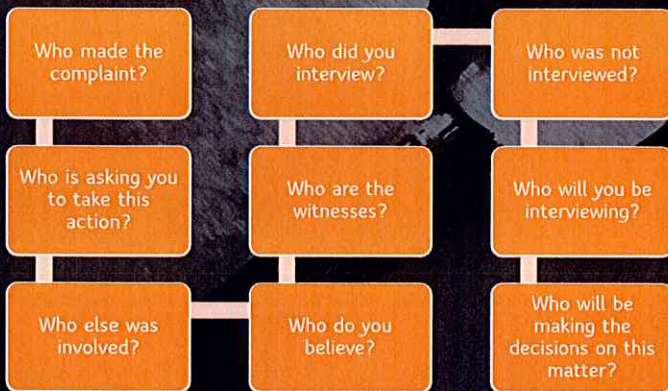 Who made the
complaint?
Who is asking you
to take this
action?
Who else was
involved?
Who do you
believe?
Who are the
witnesses?
Who did you
interview?
Who was not
interviewed?
Who will you be
interviewing?
Who will be
making the
decisions on this
matter?